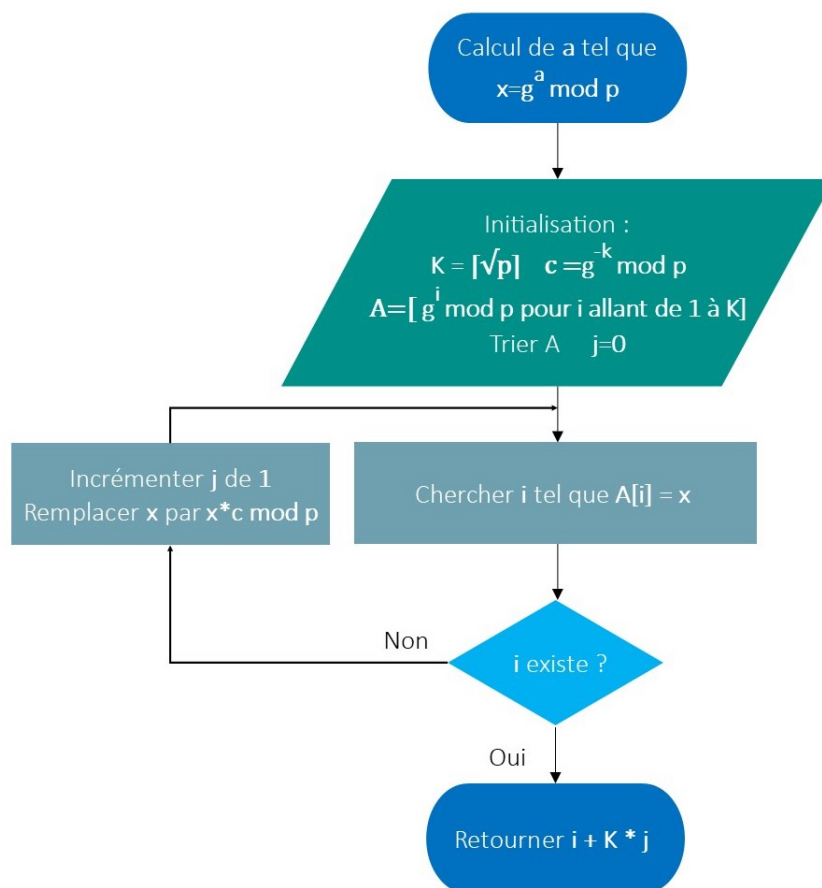 Calcul de a tel que
x=g^a mod p
Initialisation :
K = ⌈√p⌉ c =g^-k mod p
A=[ g^i mod p pour i allant de 1 à K]
Trier A j=0
Incrémenter j de 1
Remplacer x par x*c mod p
Chercher i tel que A[i] = x
Non
i existe ?
Oui
Retourner i + K * j